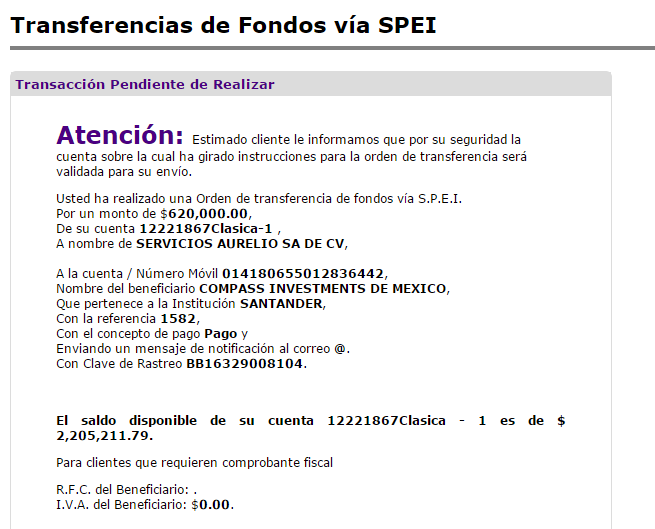 Transferencias de Fondos vía SPEI
Transacción Pendiente de Realizar
Atención: Estimado cliente le informamos que por su seguridad la
cuenta sobre la cual ha girado instrucciones para la orden de transferencia será
validada para su envío.
Usted ha realizado una Orden de transferencia de fondos vía S.P.E.I.
Por un monto de $620,000.00,
De su cuenta 12221867Clasica-1 ,
A nombre de SERVICIOS AURELIO SA DE CV,
A la cuenta / Número Móvil 014180655012836442,
Nombre del beneficiario COMPASS INVESTMENTS DE MEXICO,
Que pertenece a la Institución SANTANDER,
Con la referencia 1582,
Con el concepto de pago Pago y
Enviando un mensaje de notificación al correo @.
Con Clave de Rastreo BB16329008104.
El saldo disponible de su cuenta 12221867Clasica - 1 es de $
2,205,211.79.
Para clientes que requieren comprobante fiscal
R.F.C. del Beneficiario: .
I.V.A. del Beneficiario: $0.00.